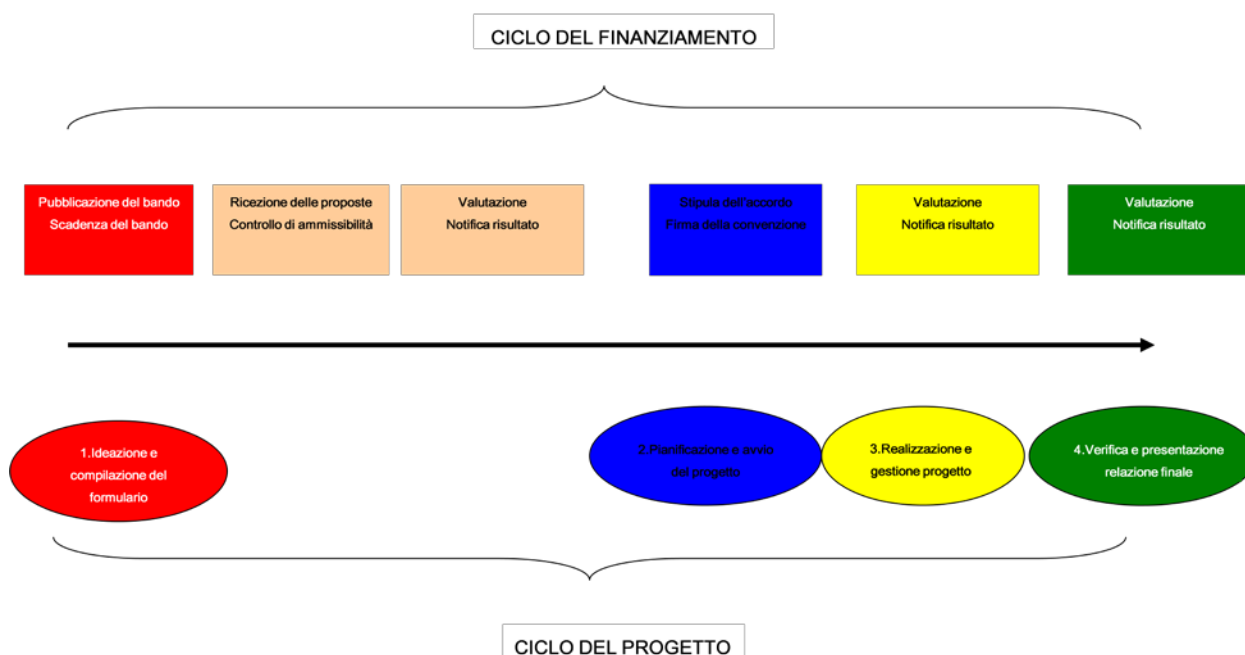 CICLO DEL FINANZIAMENTO
Pubblicazione del bando
Scadenza del bando
Ricezione delle proposte
Controllo di ammissibilità
Valutazione
Notifica risultato
Stipula dell'accordo
Firma della convenzione
Valutazione
Notifica risultato
Valutazione
Notifica risultato
1.Ideazione e
compilazione del
formulario
2.Planificazione e avvio
del progetto
3.Realizzazione e
gestione progetto
4.Verifica e presentazione
relazione finale
CICLO DEL PROGETTO